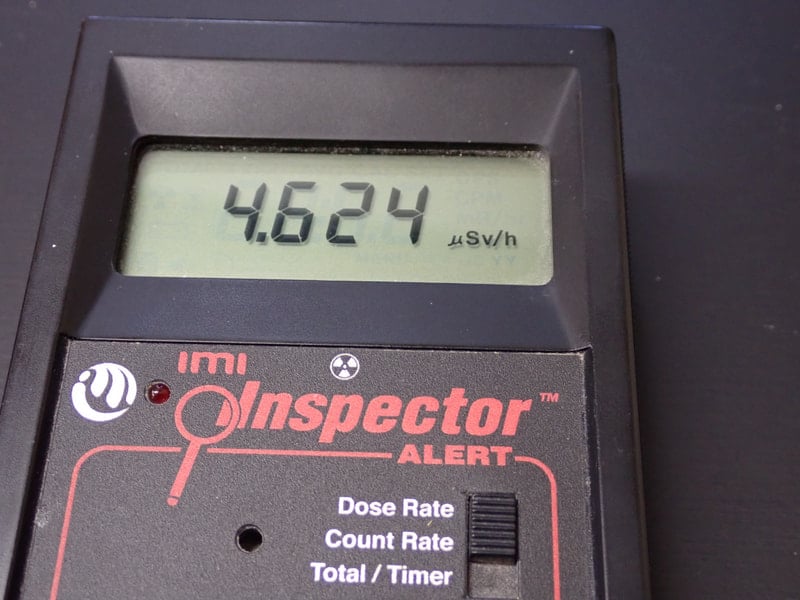 4.624 μSv/h
imi
Inspector™
ALERT
Dose Rate
Count Rate
Total / Timer